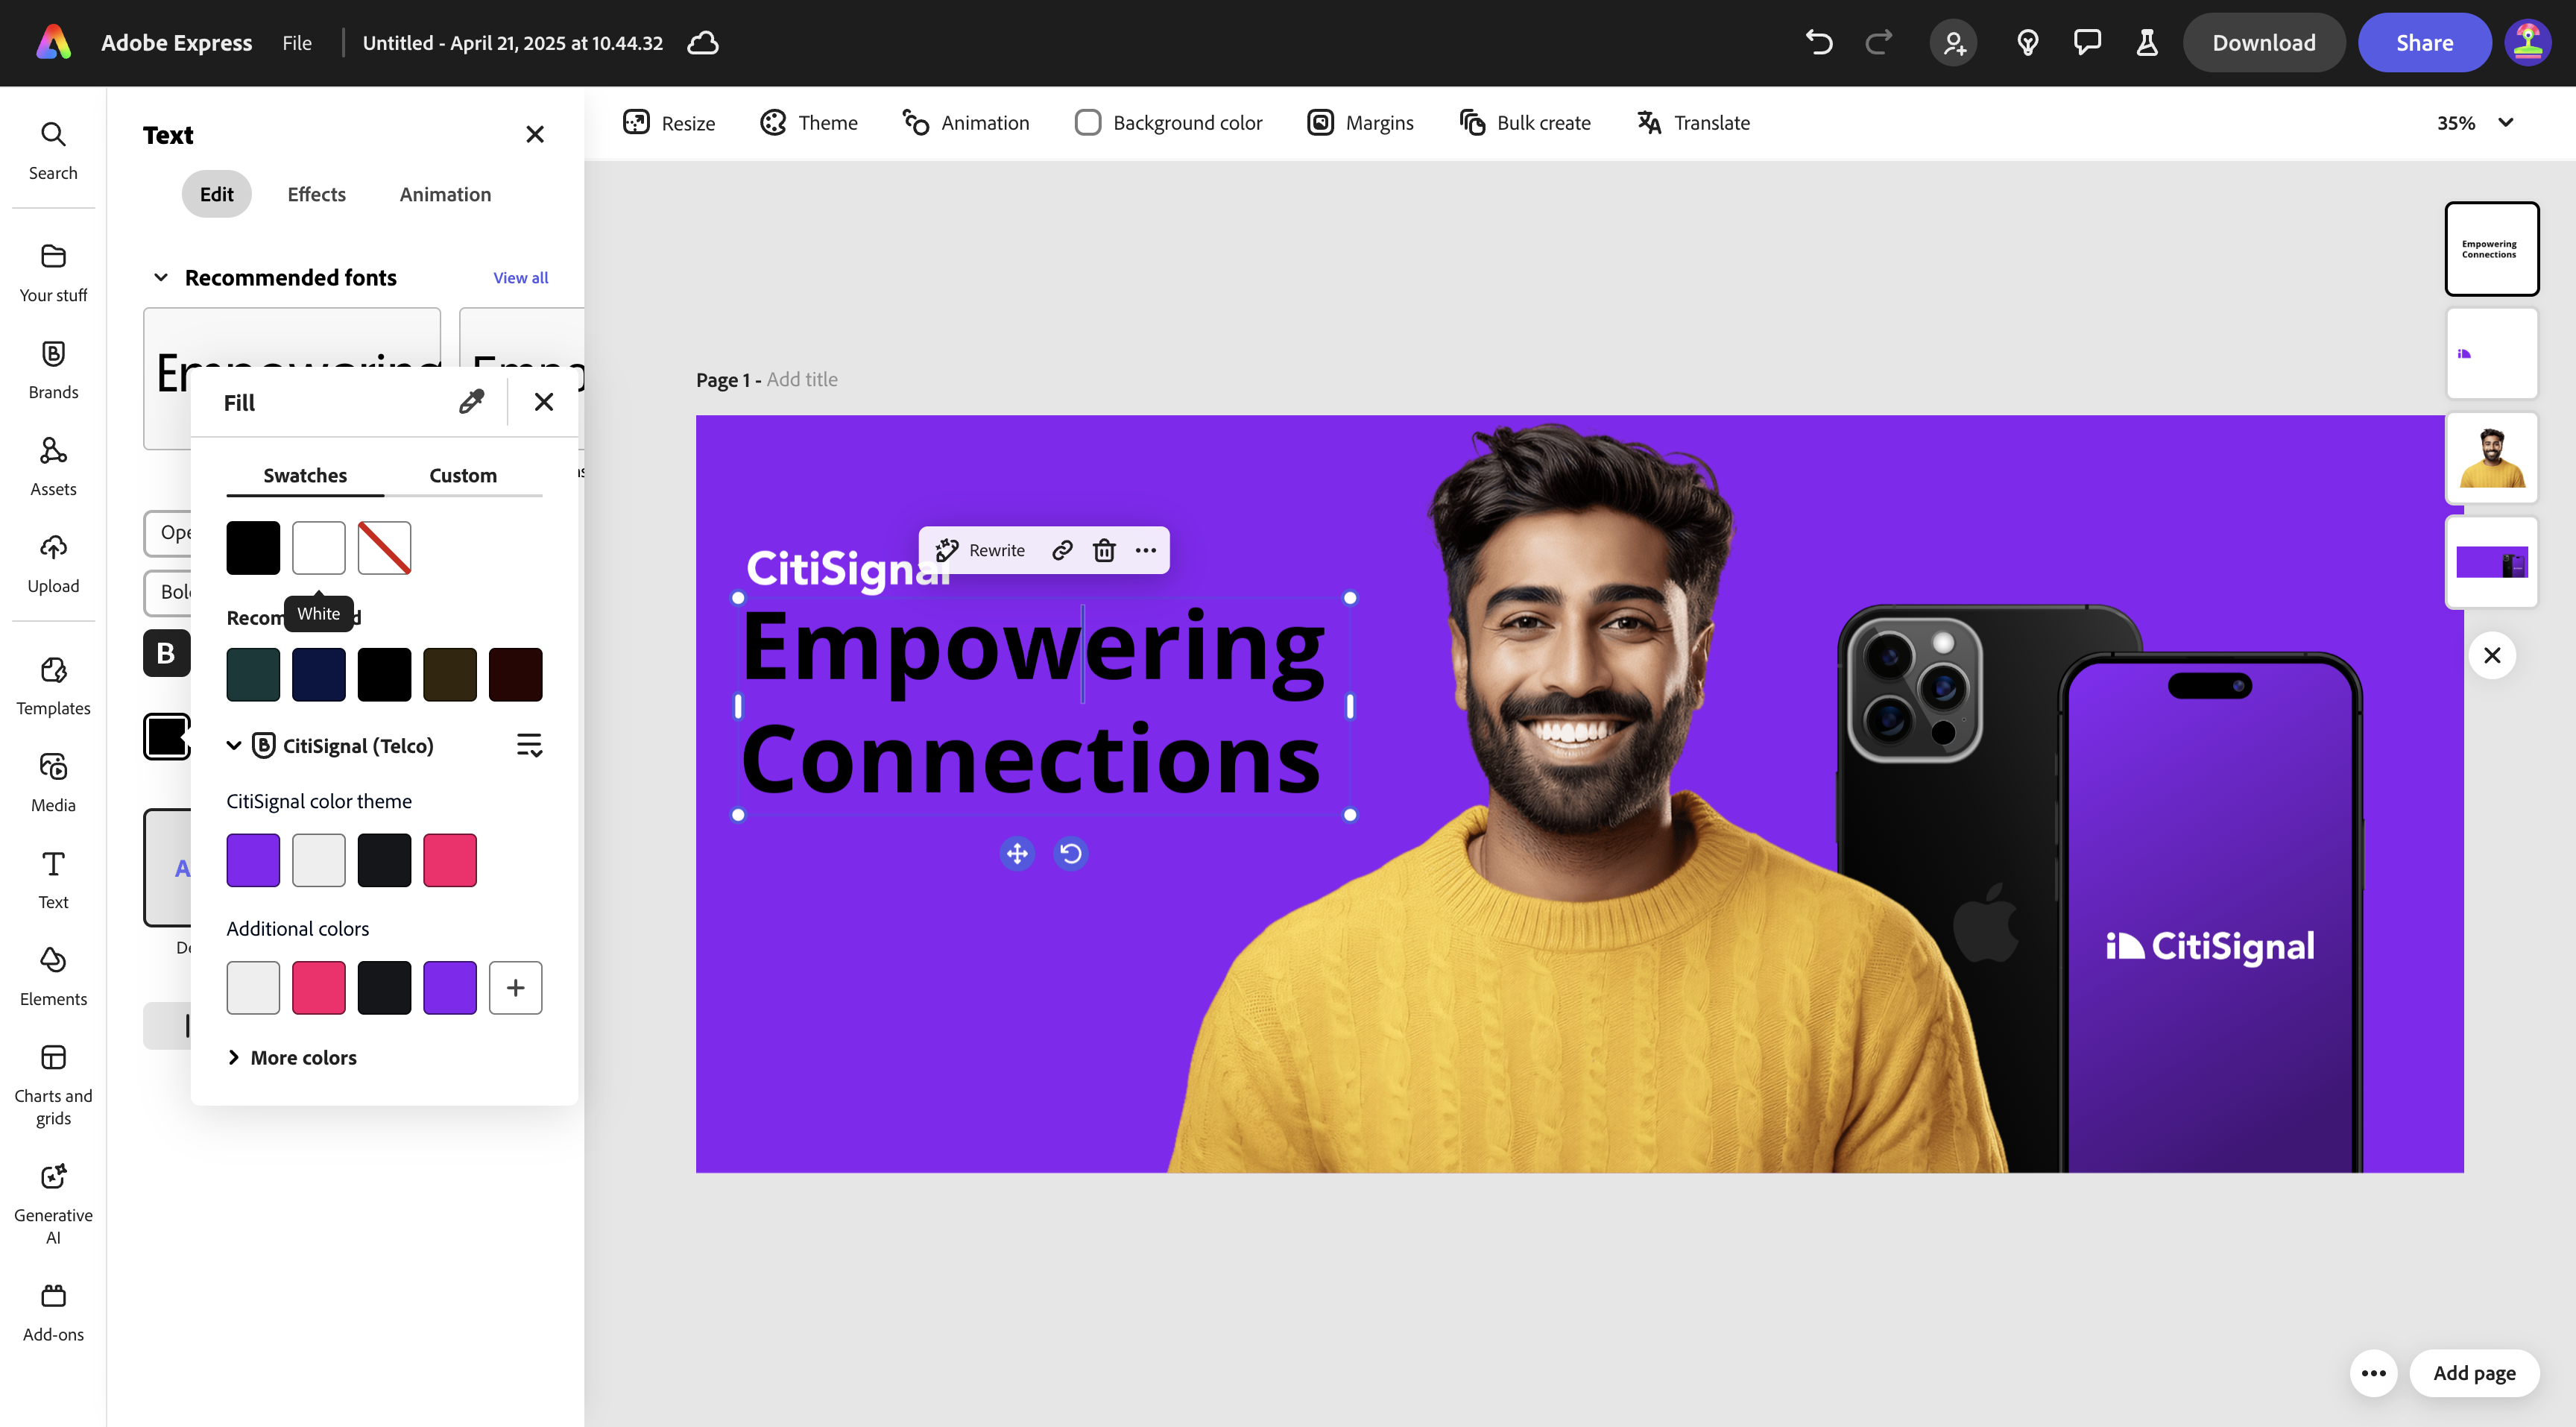 Adobe Express
File
Untitled - April 21, 2025 at 10.44.32
Download
Share
Search
Your stuff
Brands
Assets
Upload
Templates
Media
Text
Elements
Charts and
grids
Generative
AI
Add-ons
Text
Edit
Effects
Animation
Recommended fonts
View all
Fill
Swatches
Custom
White
CitiSignal (Telco)
CitiSignal color theme
Additional colors
More colors
B
Resize
Theme
Animation
Background color
Margins
Bulk create
Translate
35%
Page 1 - Add title
Rewrite
CitiSignal
Empowering
Connections
CitiSignal
Empowering
Connections
Add page